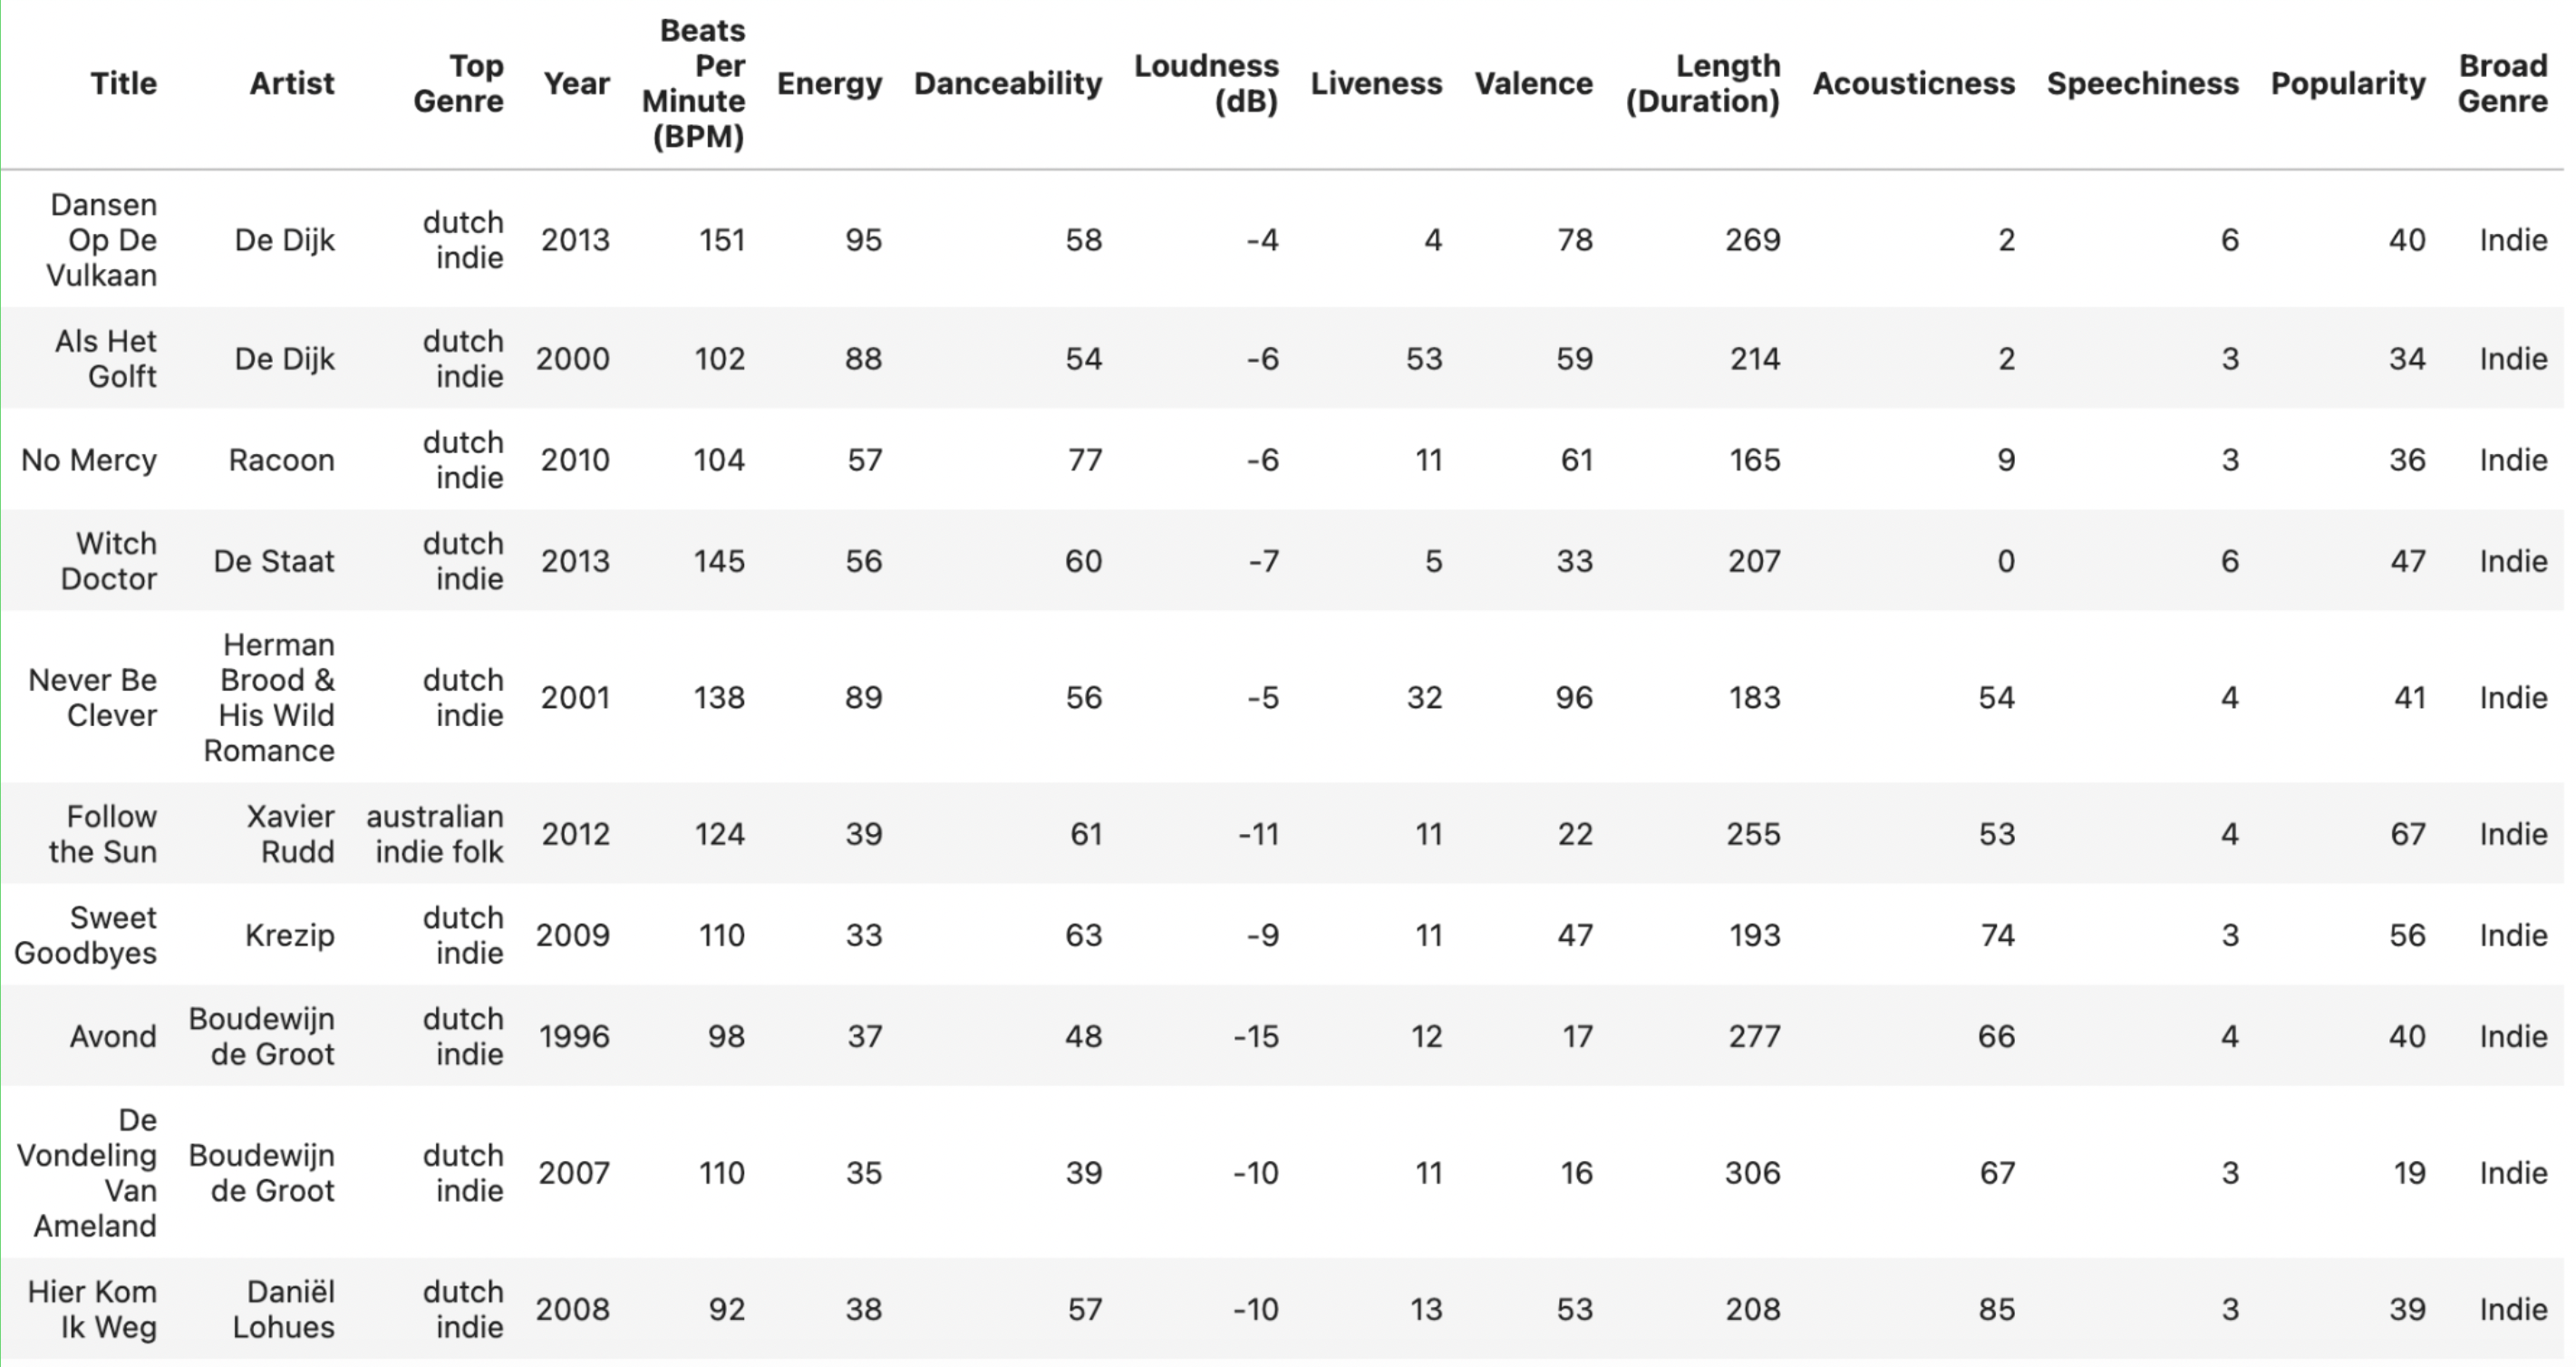 Title Artist Top Genre Year Beats Per Minute (BPM) Energy Danceability Loudness (dB) Liveness Valence Length (Duration) Acousticness Speechiness Popularity Broad Genre
Dansen Op De Vulkaan De Dijk dutch indie 2013 151 95 58 -4 4 78 269 2 6 40 Indie
Als Het Golft De Dijk dutch indie 2000 102 88 54 -6 53 59 214 2 3 34 Indie
No Mercy Racoon dutch indie 2010 104 57 77 -6 11 61 165 9 3 36 Indie
Witch Doctor De Staat dutch indie 2013 145 56 60 -7 5 33 207 0 6 47 Indie
Never Be Clever Herman Brood & His Wild Romance dutch indie 2001 138 89 56 -5 32 96 183 54 4 41 Indie
Follow the Sun Xavier Rudd australian indie folk 2012 124 39 61 -11 11 22 255 53 4 67 Indie
Sweet Goodbyes Krezip dutch indie 2009 110 33 63 -9 11 47 193 74 3 56 Indie
Avond Boudewijn de Groot dutch indie 1996 98 37 48 -15 12 17 277 66 4 40 Indie
De Vondeling Van Ameland Boudewijn de Groot dutch indie 2007 110 35 39 -10 11 16 306 67 3 19 Indie
Hier Kom Ik Weg Daniël Lohues dutch indie 2008 92 38 57 -10 13 53 208 85 3 39 Indie